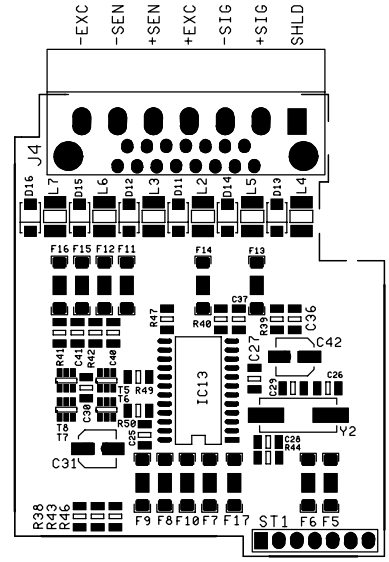 -EXC -SEN +SEN +EXC -SIG +SIG SHLD
J4
D16 L7 D15 L6 D12 L3 D11 L2 D14 L5 D13 L4
F16 F15 F12 F11 F14 F13
R47 R40 C37 R39 C36
R41 C41 R42 C40 C42
IC13 C27
T5 R49 C29 C26
T6
C30
R50
T8 C25 Y2
T7
C31 C28
R44
R38 R43 R46
F9 F8 F10 F7 F17 ST1 F6 F5